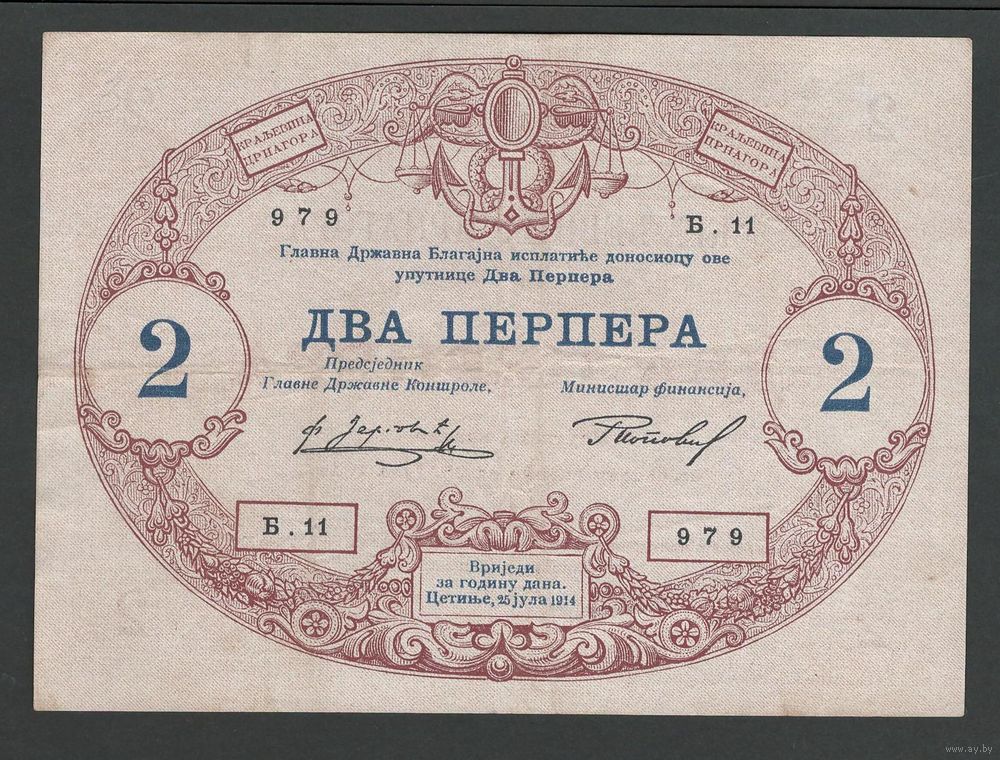 КРАЉЕВИНА
ЦРНАГОРА
КРАЉЕВИНА
ЦРНАГОРА
979
Б. 11
Главна Државна Благајна исплатиће доносиоцу ове
упутнице Два Перпера
ДВА ПЕРПЕРА
2
2
Предсједник
Главне Државне Контроле,
Министар финансија,
Б. 11
979
Вриједи
за годину дана.
Цетиње, 25 јула 1914
www.ay.by